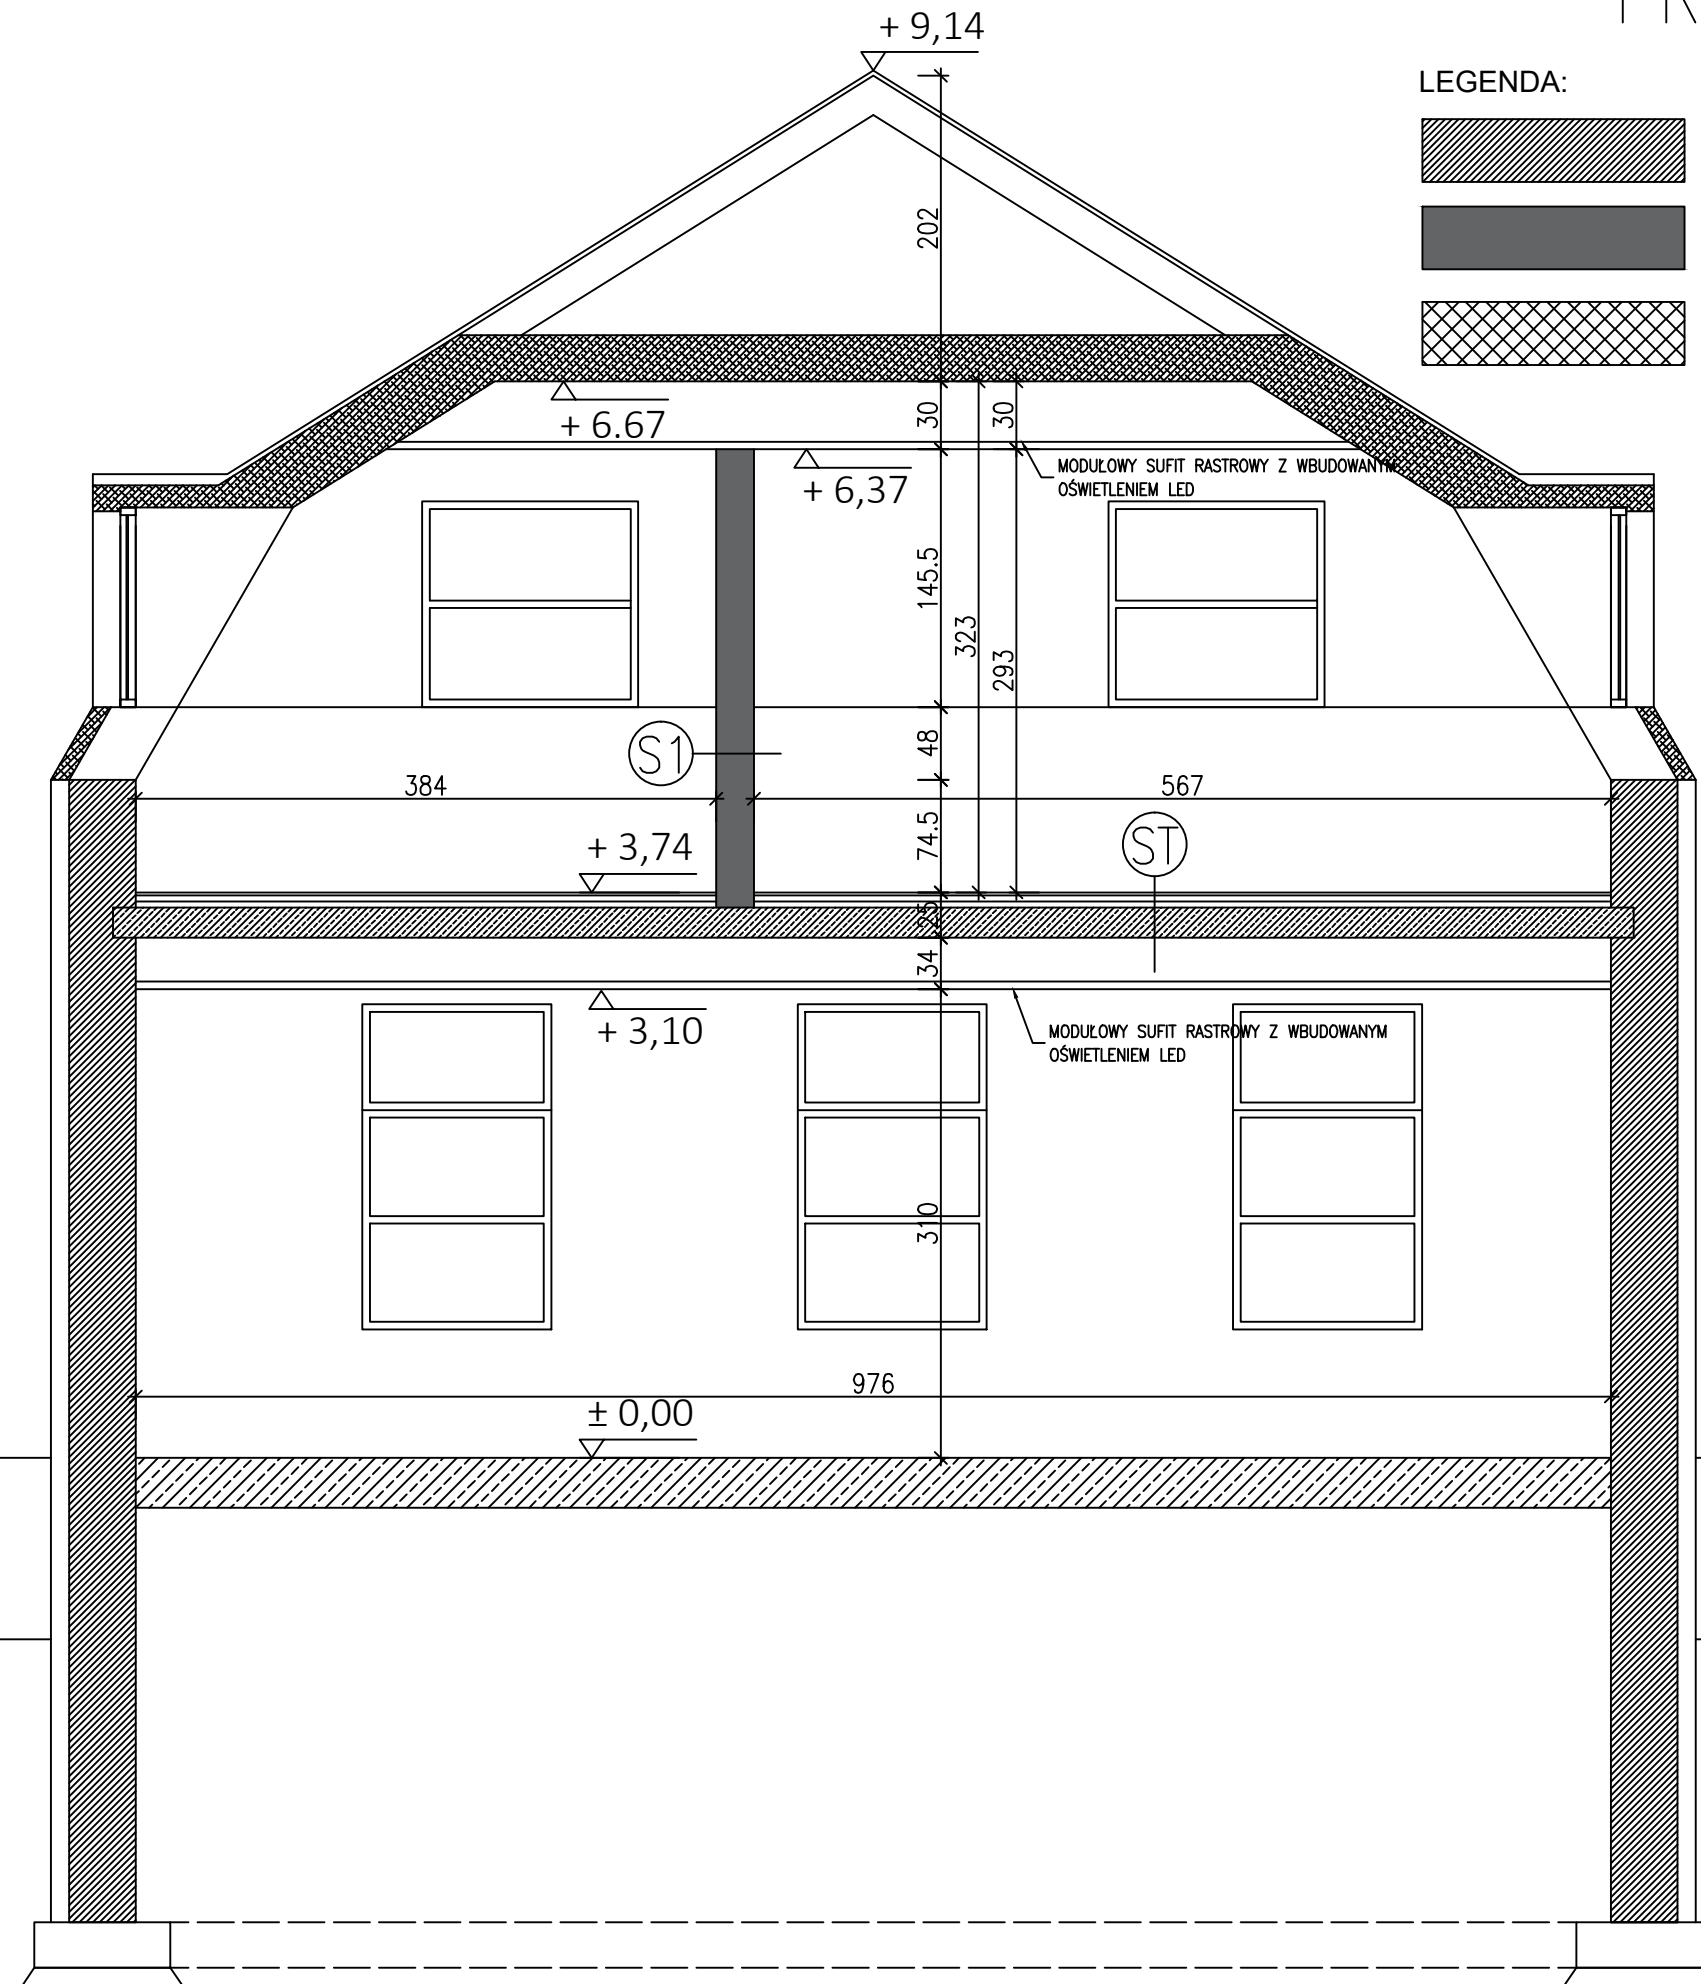 + 9,14
LEGENDA:
202
+ 6.67
30
30
+ 6,37
MODUŁOWY SUFIT RASTROWY Z WBUDOWANYM
OŚWIETLENIEM LED
145.5
323
293
S1
48
384
567
74.5
ST
+ 3,74
25
34
+ 3,10
MODUŁOWY SUFIT RASTROWY Z WBUDOWANYM
OŚWIETLENIEM LED
310
976
± 0,00